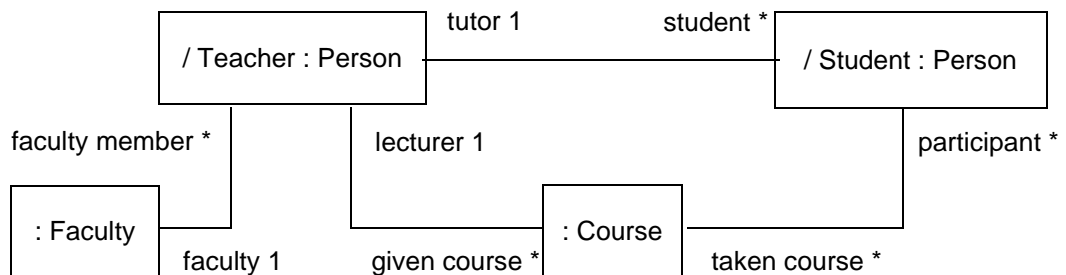 tutor 1
student *
/ Teacher : Person
/ Student : Person
faculty member *
lecturer 1
participant *
: Faculty
: Course
faculty 1
given course *
taken course *